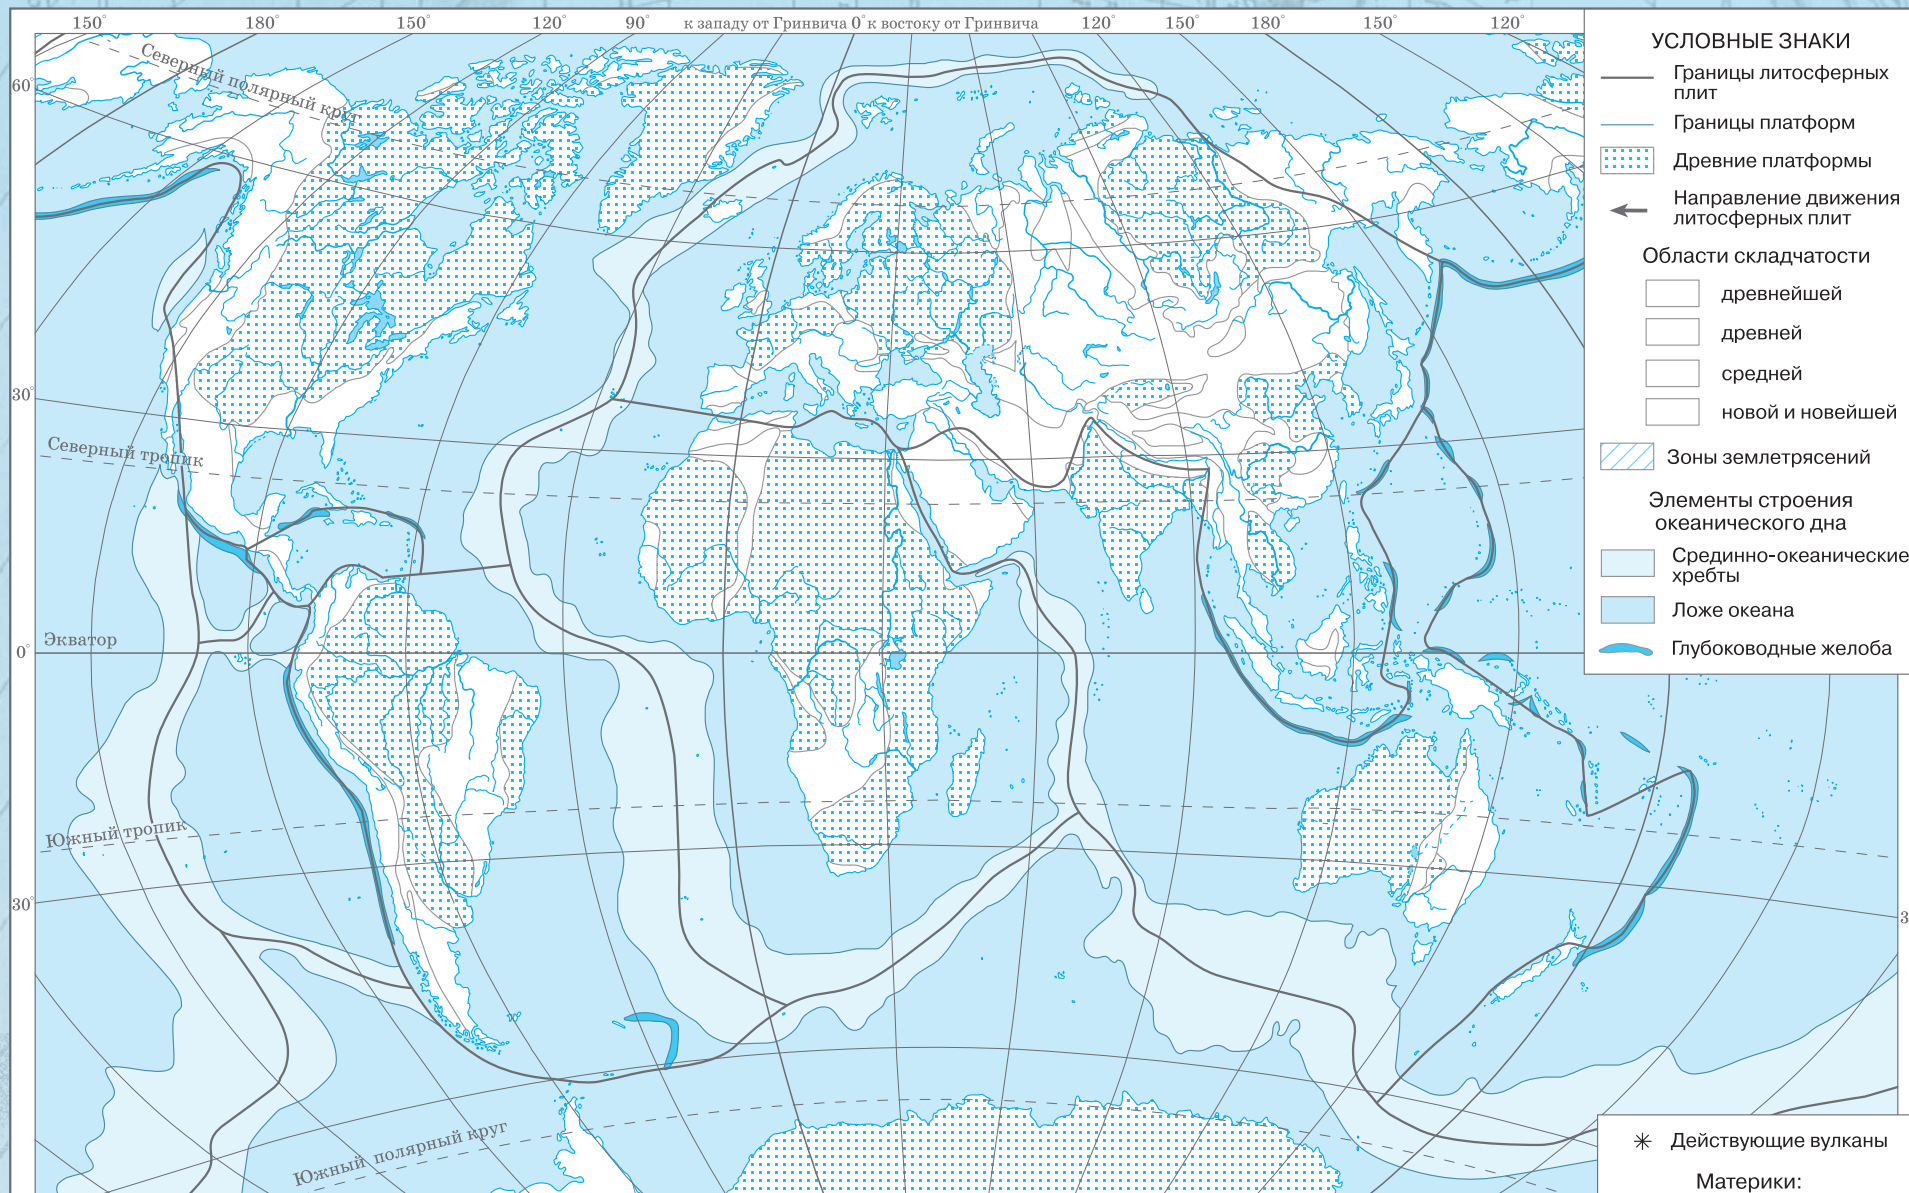 150° 180° 150° 120° 90° к западу от Гринвича 0° к востоку от Гринвича 120° 150° 180° 150° 120°
УСЛОВНЫЕ ЗНАКИ
Границы литосферных
плит
Границы платформ
Древние платформы
Направление движения
литосферных плит
Области складчатости
древнейшей
древней
средней
новой и новейшей
Зоны землетрясений
Элементы строения
океанического дна
Срединно-океанические
хребты
Ложе океана
Глубоководные желоба
60°
Северный полярный круг
30°
Северный тропик
Экватор
0°
Южный тропик
30°
3
Южный полярный круг
Действующие вулканы
Материки: